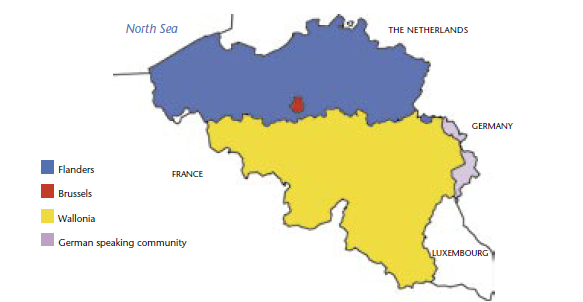 North Sea
THE NETHERLANDS
GERMANY
FRANCE
Flanders
Brussels
Wallonia
German speaking community
LUXEMBOURG